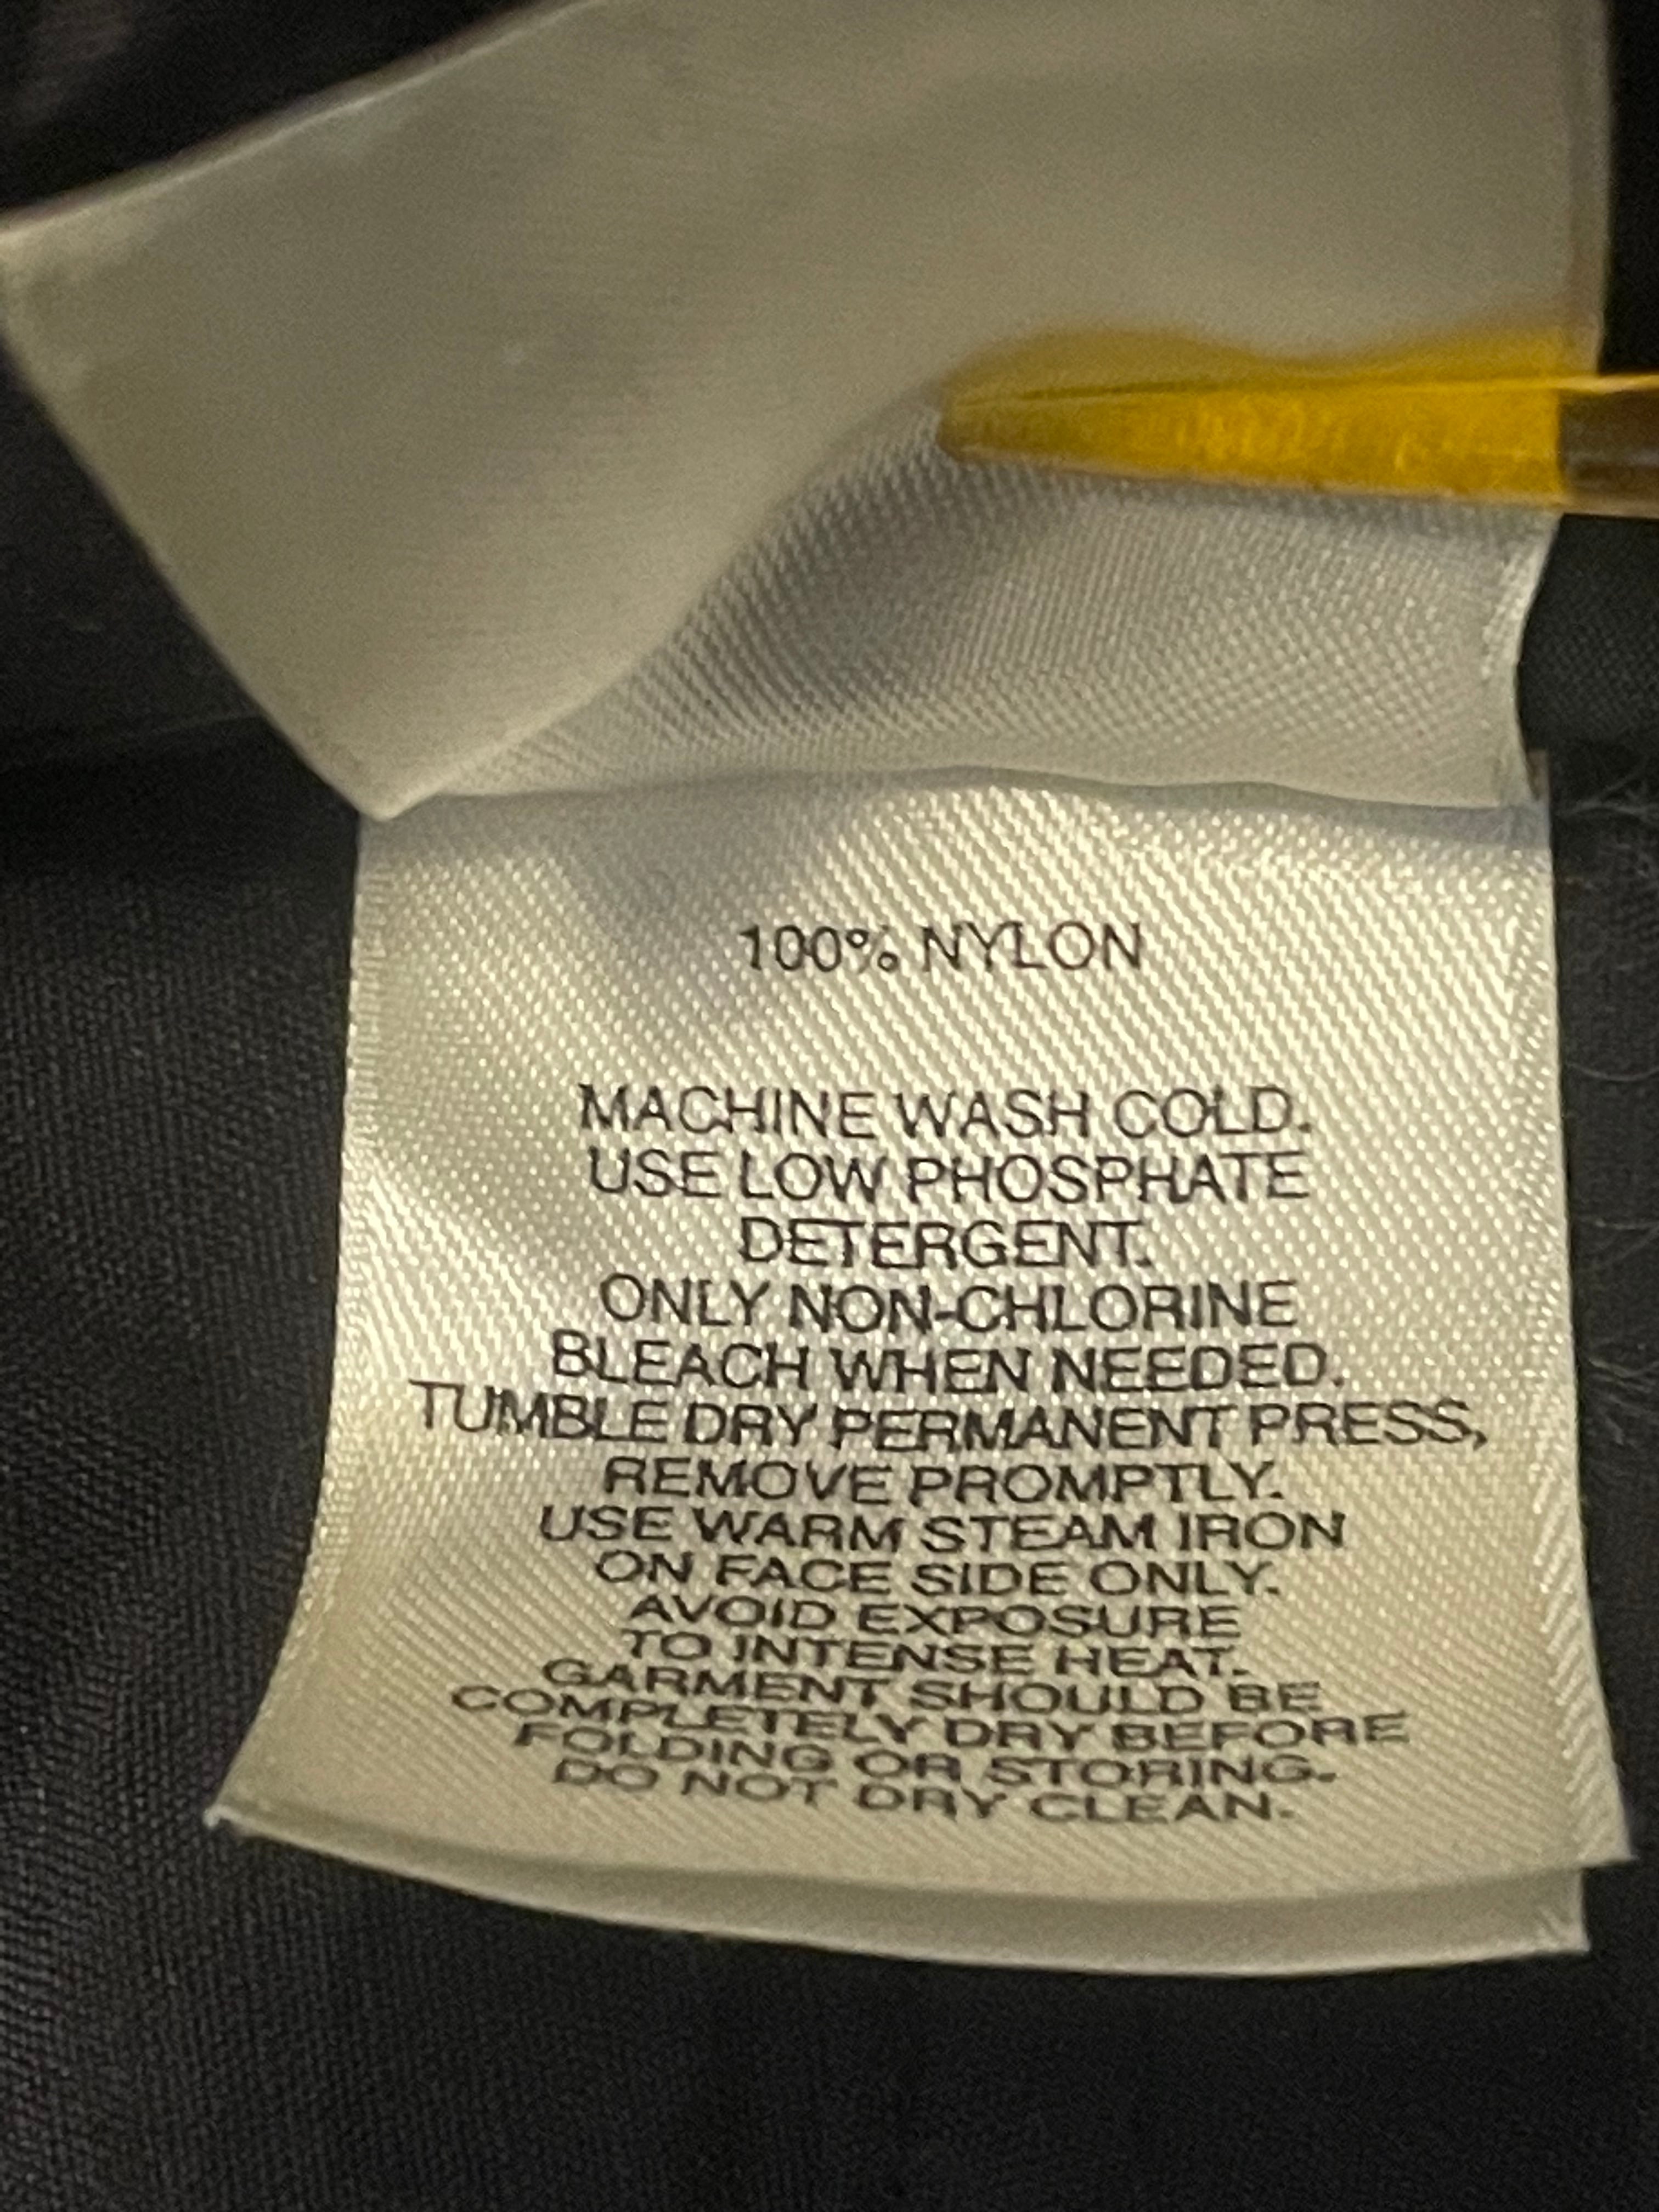 100% NYLON
MACHINE WASH COLD.
USE LOW PHOSPHATE
DETERGENT.
ONLY NON-CHLORINE
BLEACH WHEN NEEDED.
TUMBLE DRY PERMANENT PRESS,
REMOVE PROMPTLY.
USE WARM STEAM IRON
ON FACE SIDE ONLY.
AVOID EXPOSURE
TO INTENSE HEAT.
GARMENT SHOULD BE
COMPLETELY DRY BEFORE
FOLDING OR STORING.
DO NOT DRY CLEAN.